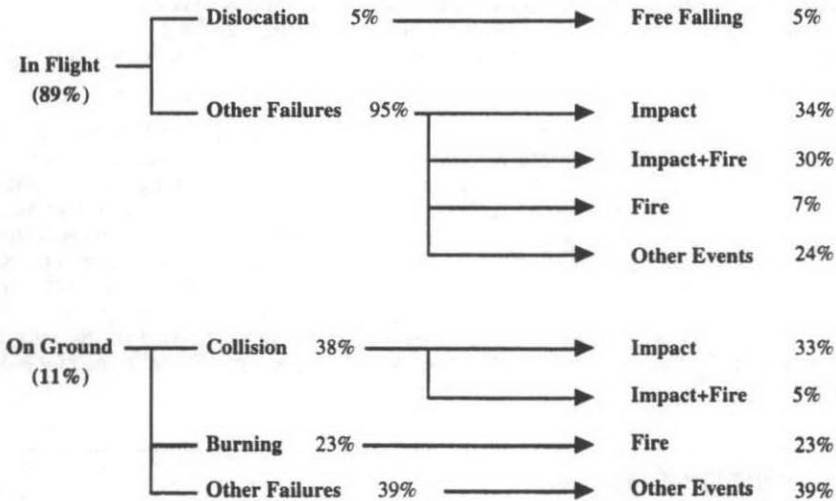 Dislocation 5% Free Falling 5%
In Flight
(89%)
Other Failures 95% Impact 34%
Impact+Fire 30%
Fire 7%
Other Events 24%
On Ground Collision 38% Impact 33%
(11%)
Impact+Fire 5%
Burning 23% Fire 23%
Other Failures 39% Other Events 39%